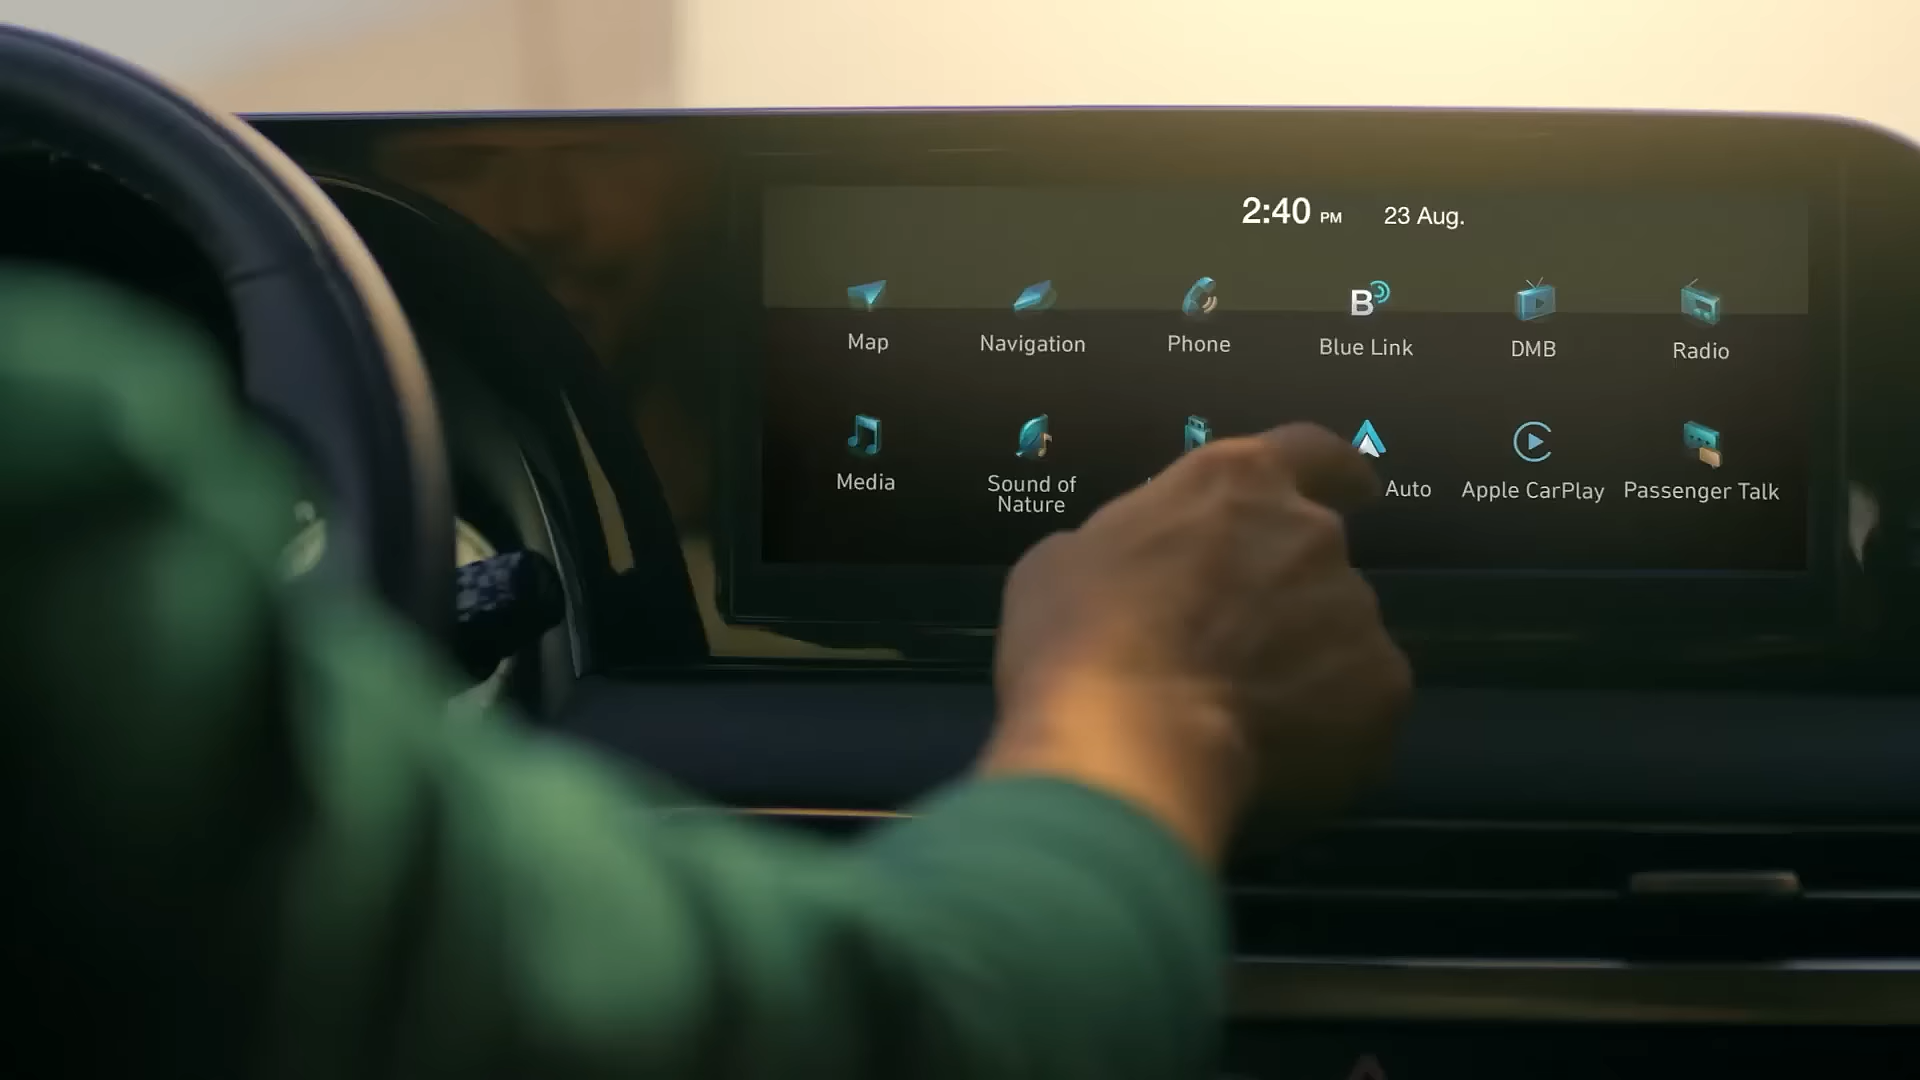 2:40 PM 23 Aug.
Map Navigation Phone Blue Link DMB Radio
Media Sound of Nature Auto Apple CarPlay Passenger Talk